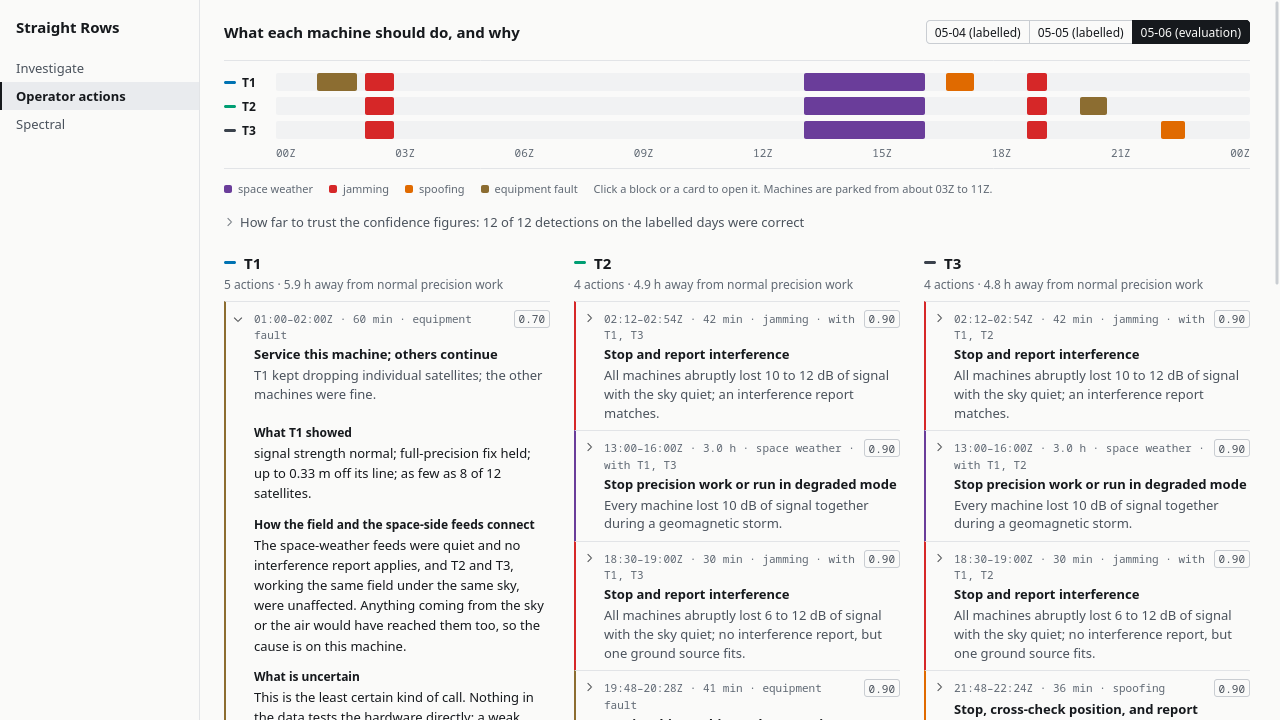 Straight Rows
Investigate
Operator actions
Spectral
What each machine should do, and why
05-04 (labelled)
05-05 (labelled)
05-06 (evaluation)
T1
T2
T3
00Z 03Z 06Z 09Z 12Z 15Z 18Z 21Z 00Z
space weather jamming spoofing equipment fault Click a block or a card to open it. Machines are parked from about 03Z to 11Z.
How far to trust the confidence figures: 12 of 12 detections on the labelled days were correct
T1
5 actions · 5.9 h away from normal precision work
01:00–02:00Z · 60 min · equipment
fault
0.70
Service this machine; others continue
T1 kept dropping individual satellites; the other
machines were fine.
What T1 showed
signal strength normal; full-precision fix held;
up to 0.33 m off its line; as few as 8 of 12
satellites.
How the field and the space-side feeds connect
The space-weather feeds were quiet and no
interference report applies, and T2 and T3,
working the same field under the same sky,
were unaffected. Anything coming from the sky
or the air would have reached them too, so the
cause is on this machine.
What is uncertain
This is the least certain kind of call. Nothing in
the data tests the hardware directly: a weak
T2
4 actions · 4.9 h away from normal precision work
02:12–02:54Z · 42 min · jamming · with
T1, T3
0.90
Stop and report interference
All machines abruptly lost 10 to 12 dB of signal
with the sky quiet; an interference report
matches.
13:00–16:00Z · 3.0 h · space weather ·
with T1, T3
0.90
Stop precision work or run in degraded mode
Every machine lost 10 dB of signal together
during a geomagnetic storm.
18:30–19:00Z · 30 min · jamming · with
T1, T3
0.90
Stop and report interference
All machines abruptly lost 6 to 12 dB of signal
with the sky quiet; no interference report, but
one ground source fits.
19:48–20:28Z · 41 min · equipment
fault
0.90
T3
4 actions · 4.8 h away from normal precision work
02:12–02:54Z · 42 min · jamming · with
T1, T2
0.90
Stop and report interference
All machines abruptly lost 10 to 12 dB of signal
with the sky quiet; an interference report
matches.
13:00–16:00Z · 3.0 h · space weather ·
with T1, T2
0.90
Stop precision work or run in degraded mode
Every machine lost 10 dB of signal together
during a geomagnetic storm.
18:30–19:00Z · 30 min · jamming · with
T1, T2
0.90
Stop and report interference
All machines abruptly lost 6 to 12 dB of signal
with the sky quiet; no interference report, but
one ground source fits.
21:48–22:24Z · 36 min · spoofing
0.90
Stop, cross-check position, and report